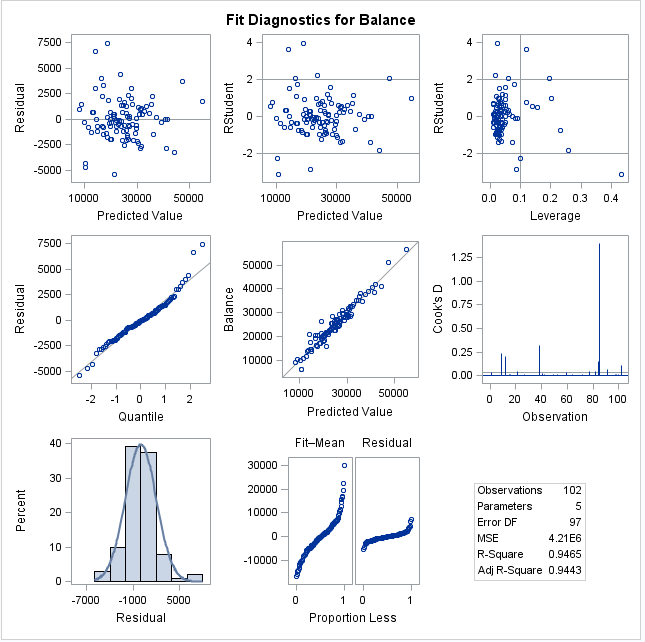 Fit Diagnostics for Balance
7500
5000
2500
0
-2500
-5000
Residual
10000 30000 50000
Predicted Value
4
2
0
-2
RStudent
10000 30000 50000
Predicted Value
4
2
0
-2
RStudent
0.0 0.1 0.2 0.3 0.4
Leverage
7500
5000
2500
0
-2500
-5000
Residual
-2 -1 0 1 2
Quantile
50000
40000
30000
20000
10000
Balance
10000 30000 50000
Predicted Value
1.25
1.00
0.75
0.50
0.25
0.00
Cook's D
0 20 40 60 80 100
Observation
40
30
20
10
0
Percent
-7000 -1000 5000
Residual
Fit–Mean Residual
30000
20000
10000
0
-10000
0 1 0 1
Proportion Less
Observations 102
Parameters 5
Error DF 97
MSE 4.21E6
R-Square 0.9465
Adj R-Square 0.9443